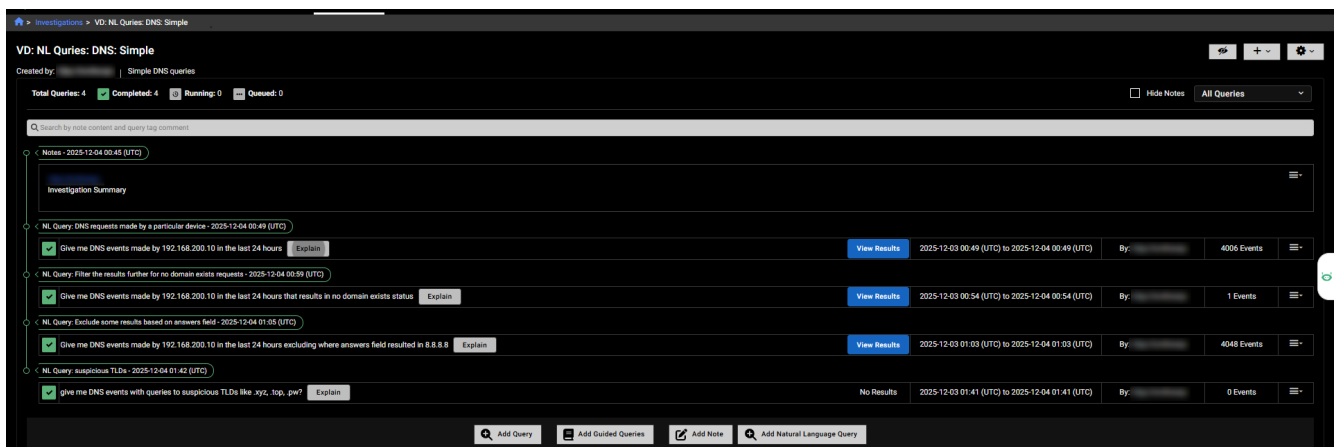 > Investigations > VD: NL Quries: DNS: Simple
VD: NL Quries: DNS: Simple
Created by: | Simple DNS queries
Total Queries: 4 Completed: 4 Running: 0 Queued: 0 Hide Notes All Queries
Search by note content and query tag comment
Notes - 2025-12-04 00:45 (UTC)
Investigation Summary
NL Query: DNS requests made by a particular device - 2025-12-04 00:49 (UTC)
Give me DNS events made by 192.168.200.10 in the last 24 hours Explain View Results 2025-12-03 00:49 (UTC) to 2025-12-04 00:49 (UTC) By: 4006 Events
NL Query: Filter the results further for no domain exists requests - 2025-12-04 00:59 (UTC)
Give me DNS events made by 192.168.200.10 in the last 24 hours that results in no domain exists status Explain View Results 2025-12-03 00:54 (UTC) to 2025-12-04 00:54 (UTC) By: 1 Events
NL Query: Exclude some results based on answers field - 2025-12-04 01:05 (UTC)
Give me DNS events made by 192.168.200.10 in the last 24 hours excluding where answers field resulted in 8.8.8.8 Explain View Results 2025-12-03 01:03 (UTC) to 2025-12-04 01:03 (UTC) By: 4048 Events
NL Query: suspicious TLDs - 2025-12-04 01:42 (UTC)
give me DNS events with queries to suspicious TLDs like .xyz, .top, .pw? Explain No Results 2025-12-03 01:41 (UTC) to 2025-12-04 01:41 (UTC) By: 0 Events
Add Query Add Guided Queries Add Note Add Natural Language Query